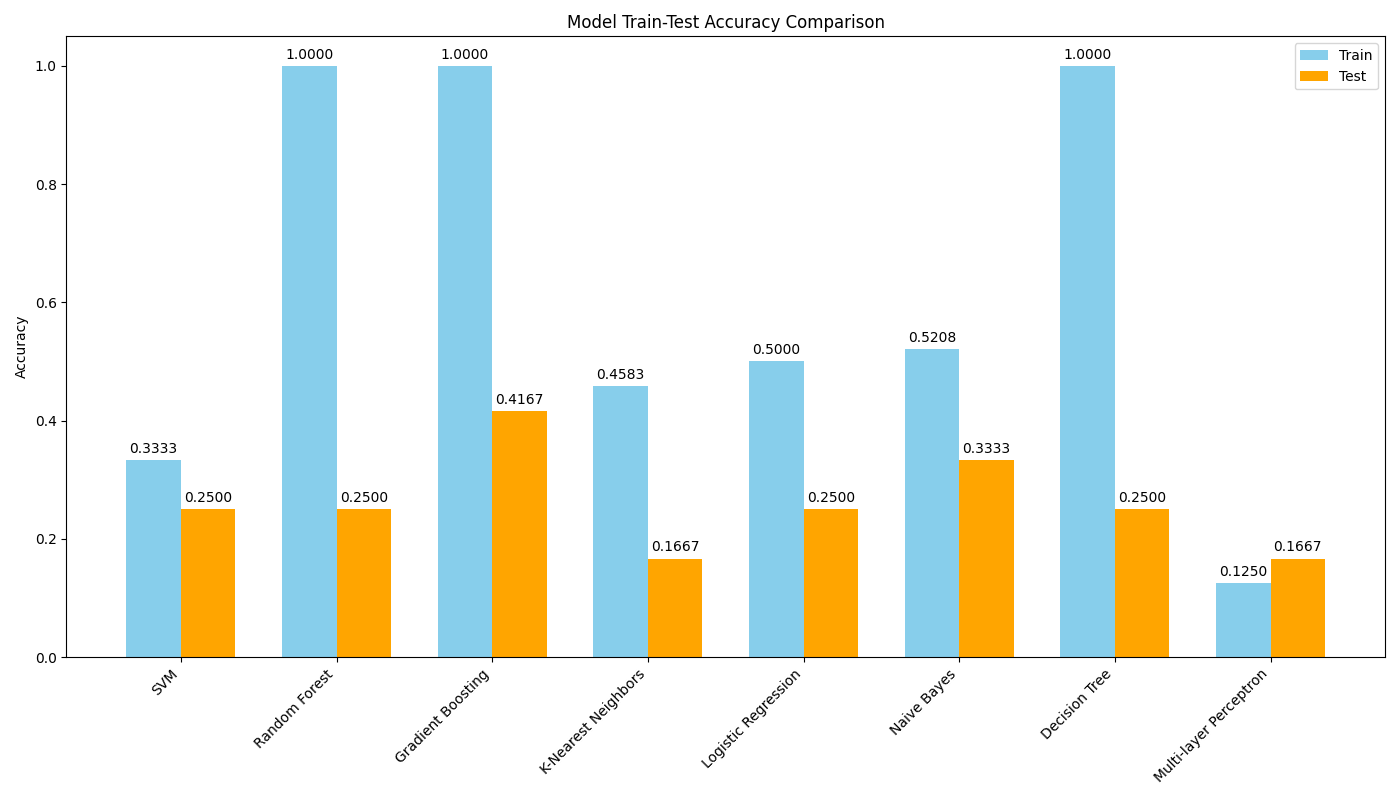 Model Train-Test Accuracy Comparison
Train
Test
Accuracy
1.0
0.8
0.6
0.4
0.2
0.0
0.3333
0.2500
1.0000
0.2500
1.0000
0.4167
0.4583
0.1667
0.5000
0.2500
0.5208
0.3333
1.0000
0.2500
0.1250
0.1667
SVM
Random Forest
Gradient Boosting
K-Nearest Neighbors
Logistic Regression
Naive Bayes
Decision Tree
Multi-layer Perceptron